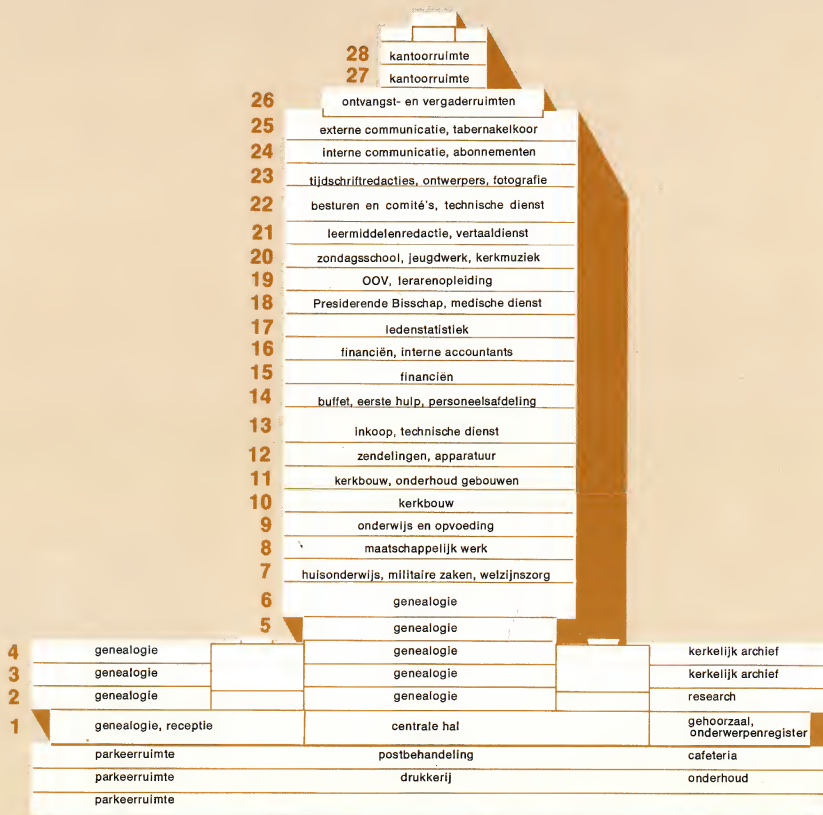 28 kantoorruimte
27 kantoorruimte
26 ontvangst- en vergaderruimten
25 externe communicatie, tabernakelkoor
24 interne communicatie, abonnementen
23 tijdschriftredacties, ontwerpers, fotografie
22 besturen en comité's, technische dienst
21 leermiddelenredactie, vertaaldienst
20 zondagsschool, jeugdwerk, kerkmuziek
19 OOV, lerarenopleiding
18 Presiderende Bisschap, medische dienst
17 ledenstatistiek
16 financiën, interne accountants
15 financiën
14 buffet, eerste hulp, personeelsafdeling
13 inkoop, technische dienst
12 zendelingen, apparatuur
11 kerkbouw, onderhoud gebouwen
10 kerkbouw
9 onderwijs en opvoeding
8 maatschappelijk werk
7 huisonderwijs, militaire zaken, welzijnszorg
6 genealogie
5 genealogie
4 genealogie genealogie kerkelijk archief
3 genealogie genealogie kerkelijk archief
2 genealogie genealogie research
1 genealogie, receptie centrale hal gehoorzaal,
onderwerpenregister
parkeerruimte postbehandeling cafeteria
parkeerruimte drukkerij onderhoud
parkeerruimte